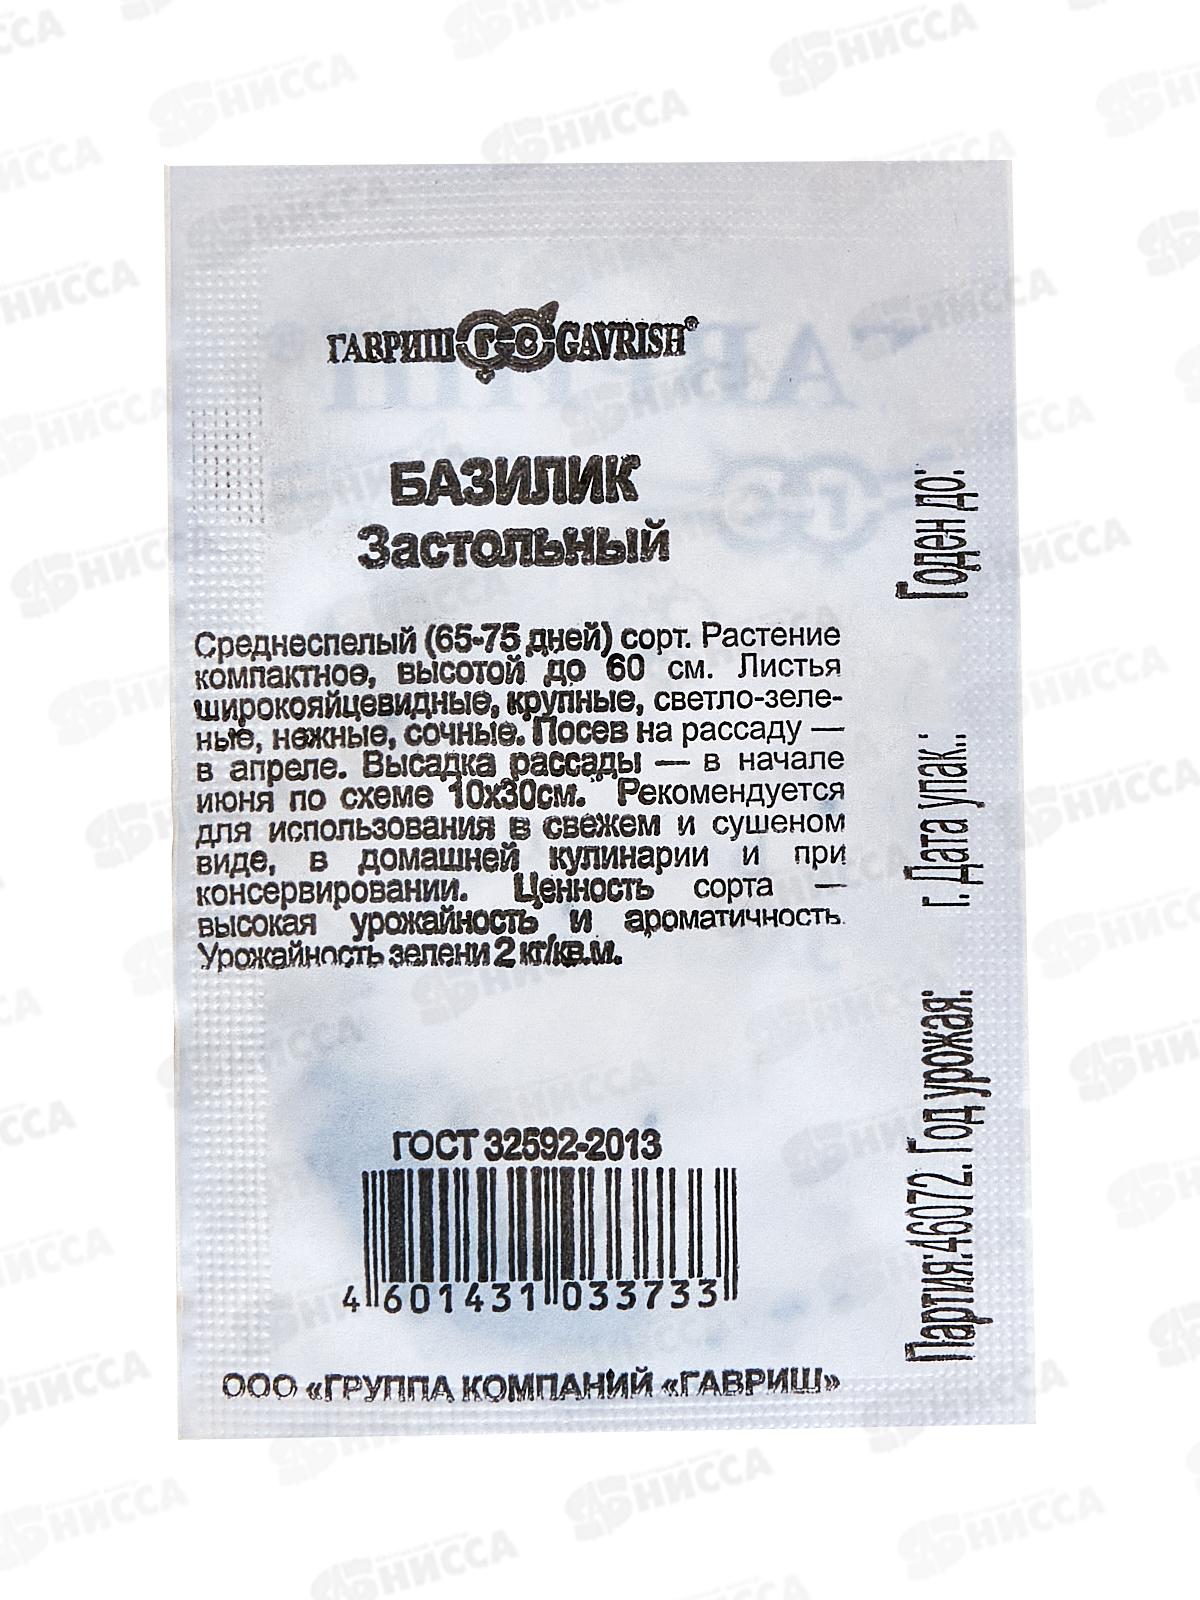 ГАВРИШ ГС GAVRISH®
БАЗИЛИК
Застольный
Среднеспелый (65-75 дней) сорт. Растение
компактное, высотой до 60 см. Листья
широкояйцевидные, крупные, светло-зеле-
ные, нежные, сочные. Посев на рассаду —
в апреле. Высадка рассады — в начале
июня по схеме 10х30см. Рекомендуется
для использования в свежем и сушеном
виде, в домашней кулинарии и при
консервировании. Ценность сорта —
высокая урожайность и ароматичность.
Урожайность зелени 2 кг/кв.м.
ГОСТ 32592-2013
4 601431 033733
ООО «ГРУППА КОМПАНИЙ «ГАВРИШ»
Партия:46072. Год урожая: г. Дата упак.: Годен до:
АБНИССА